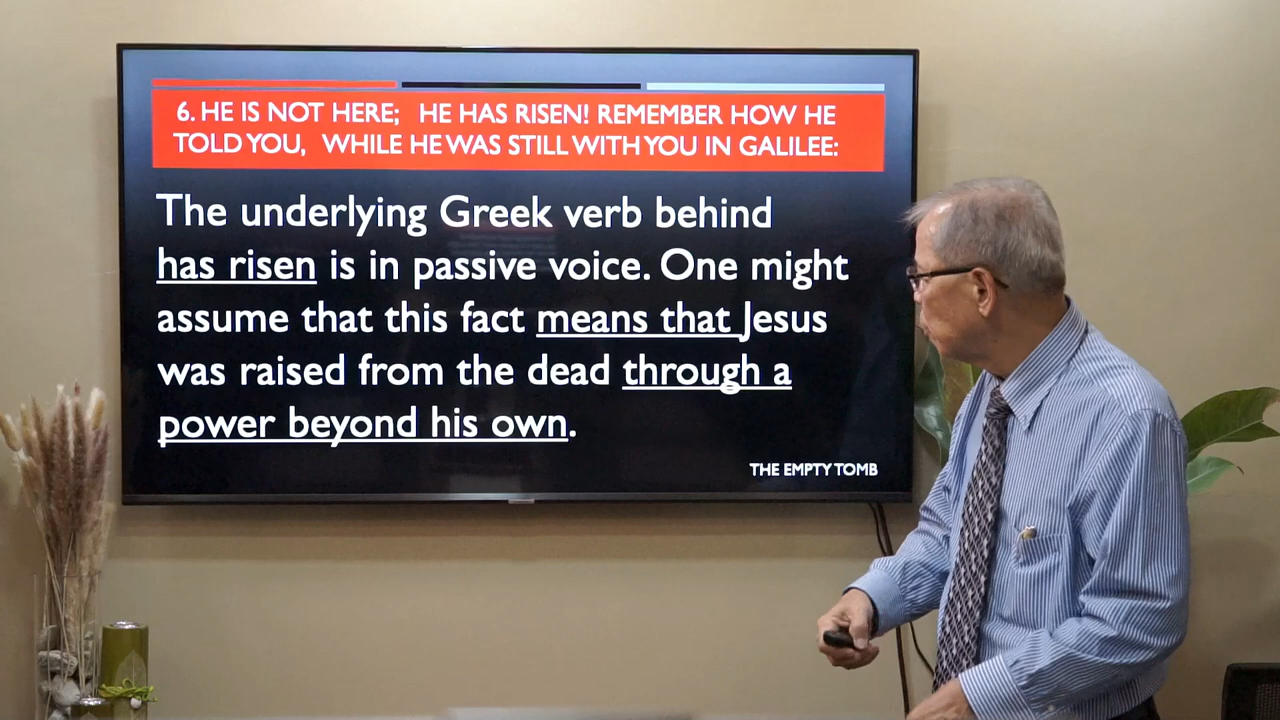 6. HE IS NOT HERE; HE HAS RISEN! REMEMBER HOW HE
TOLD YOU, WHILE HE WAS STILL WITH YOU IN GALILEE:
The underlying Greek verb behind
has risen is in passive voice. One might
assume that this fact means that Jesus
was raised from the dead through a
power beyond his own.
THE EMPTY TOMB